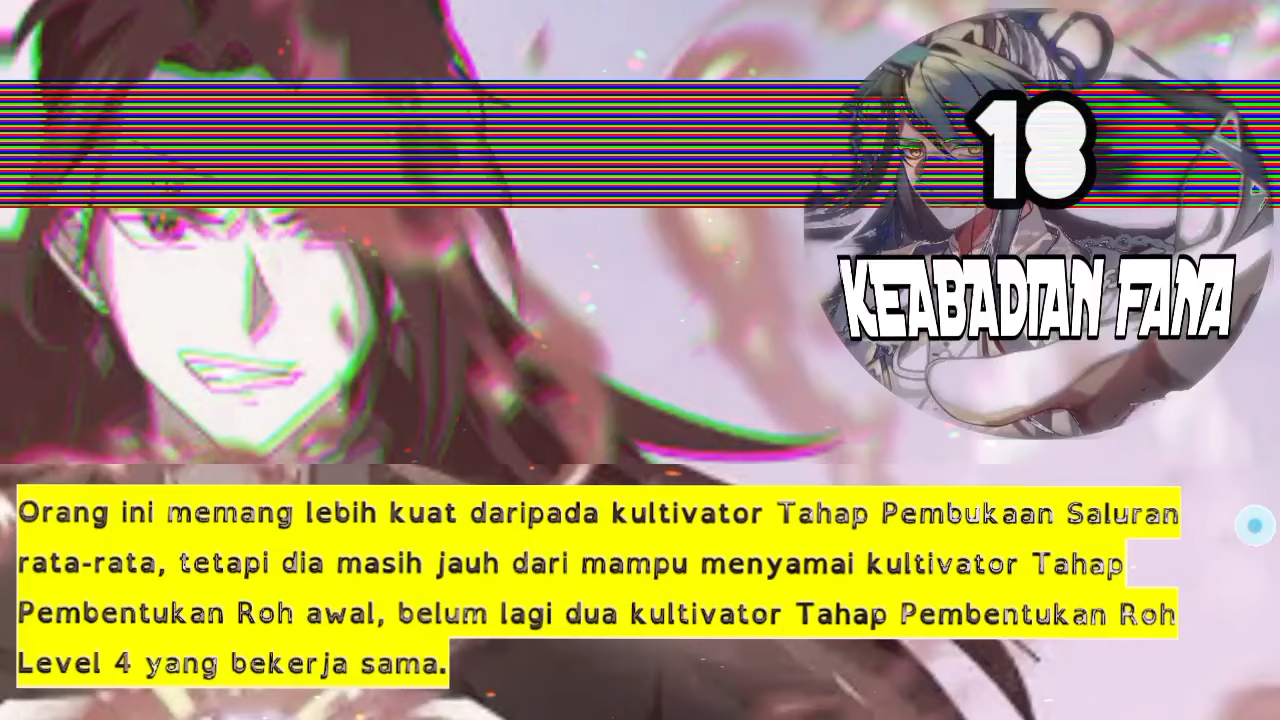 18
KEABADIAN FANA
Orang ini memang lebih kuat daripada kultivator Tahap Pembukaan Saluran
rata-rata, tetapi dia masih jauh dari mampu menyamai kultivator Tahap
Pembentukan Roh awal, belum lagi dua kultivator Tahap Pembentukan Roh
Level 4 yang bekerja sama.